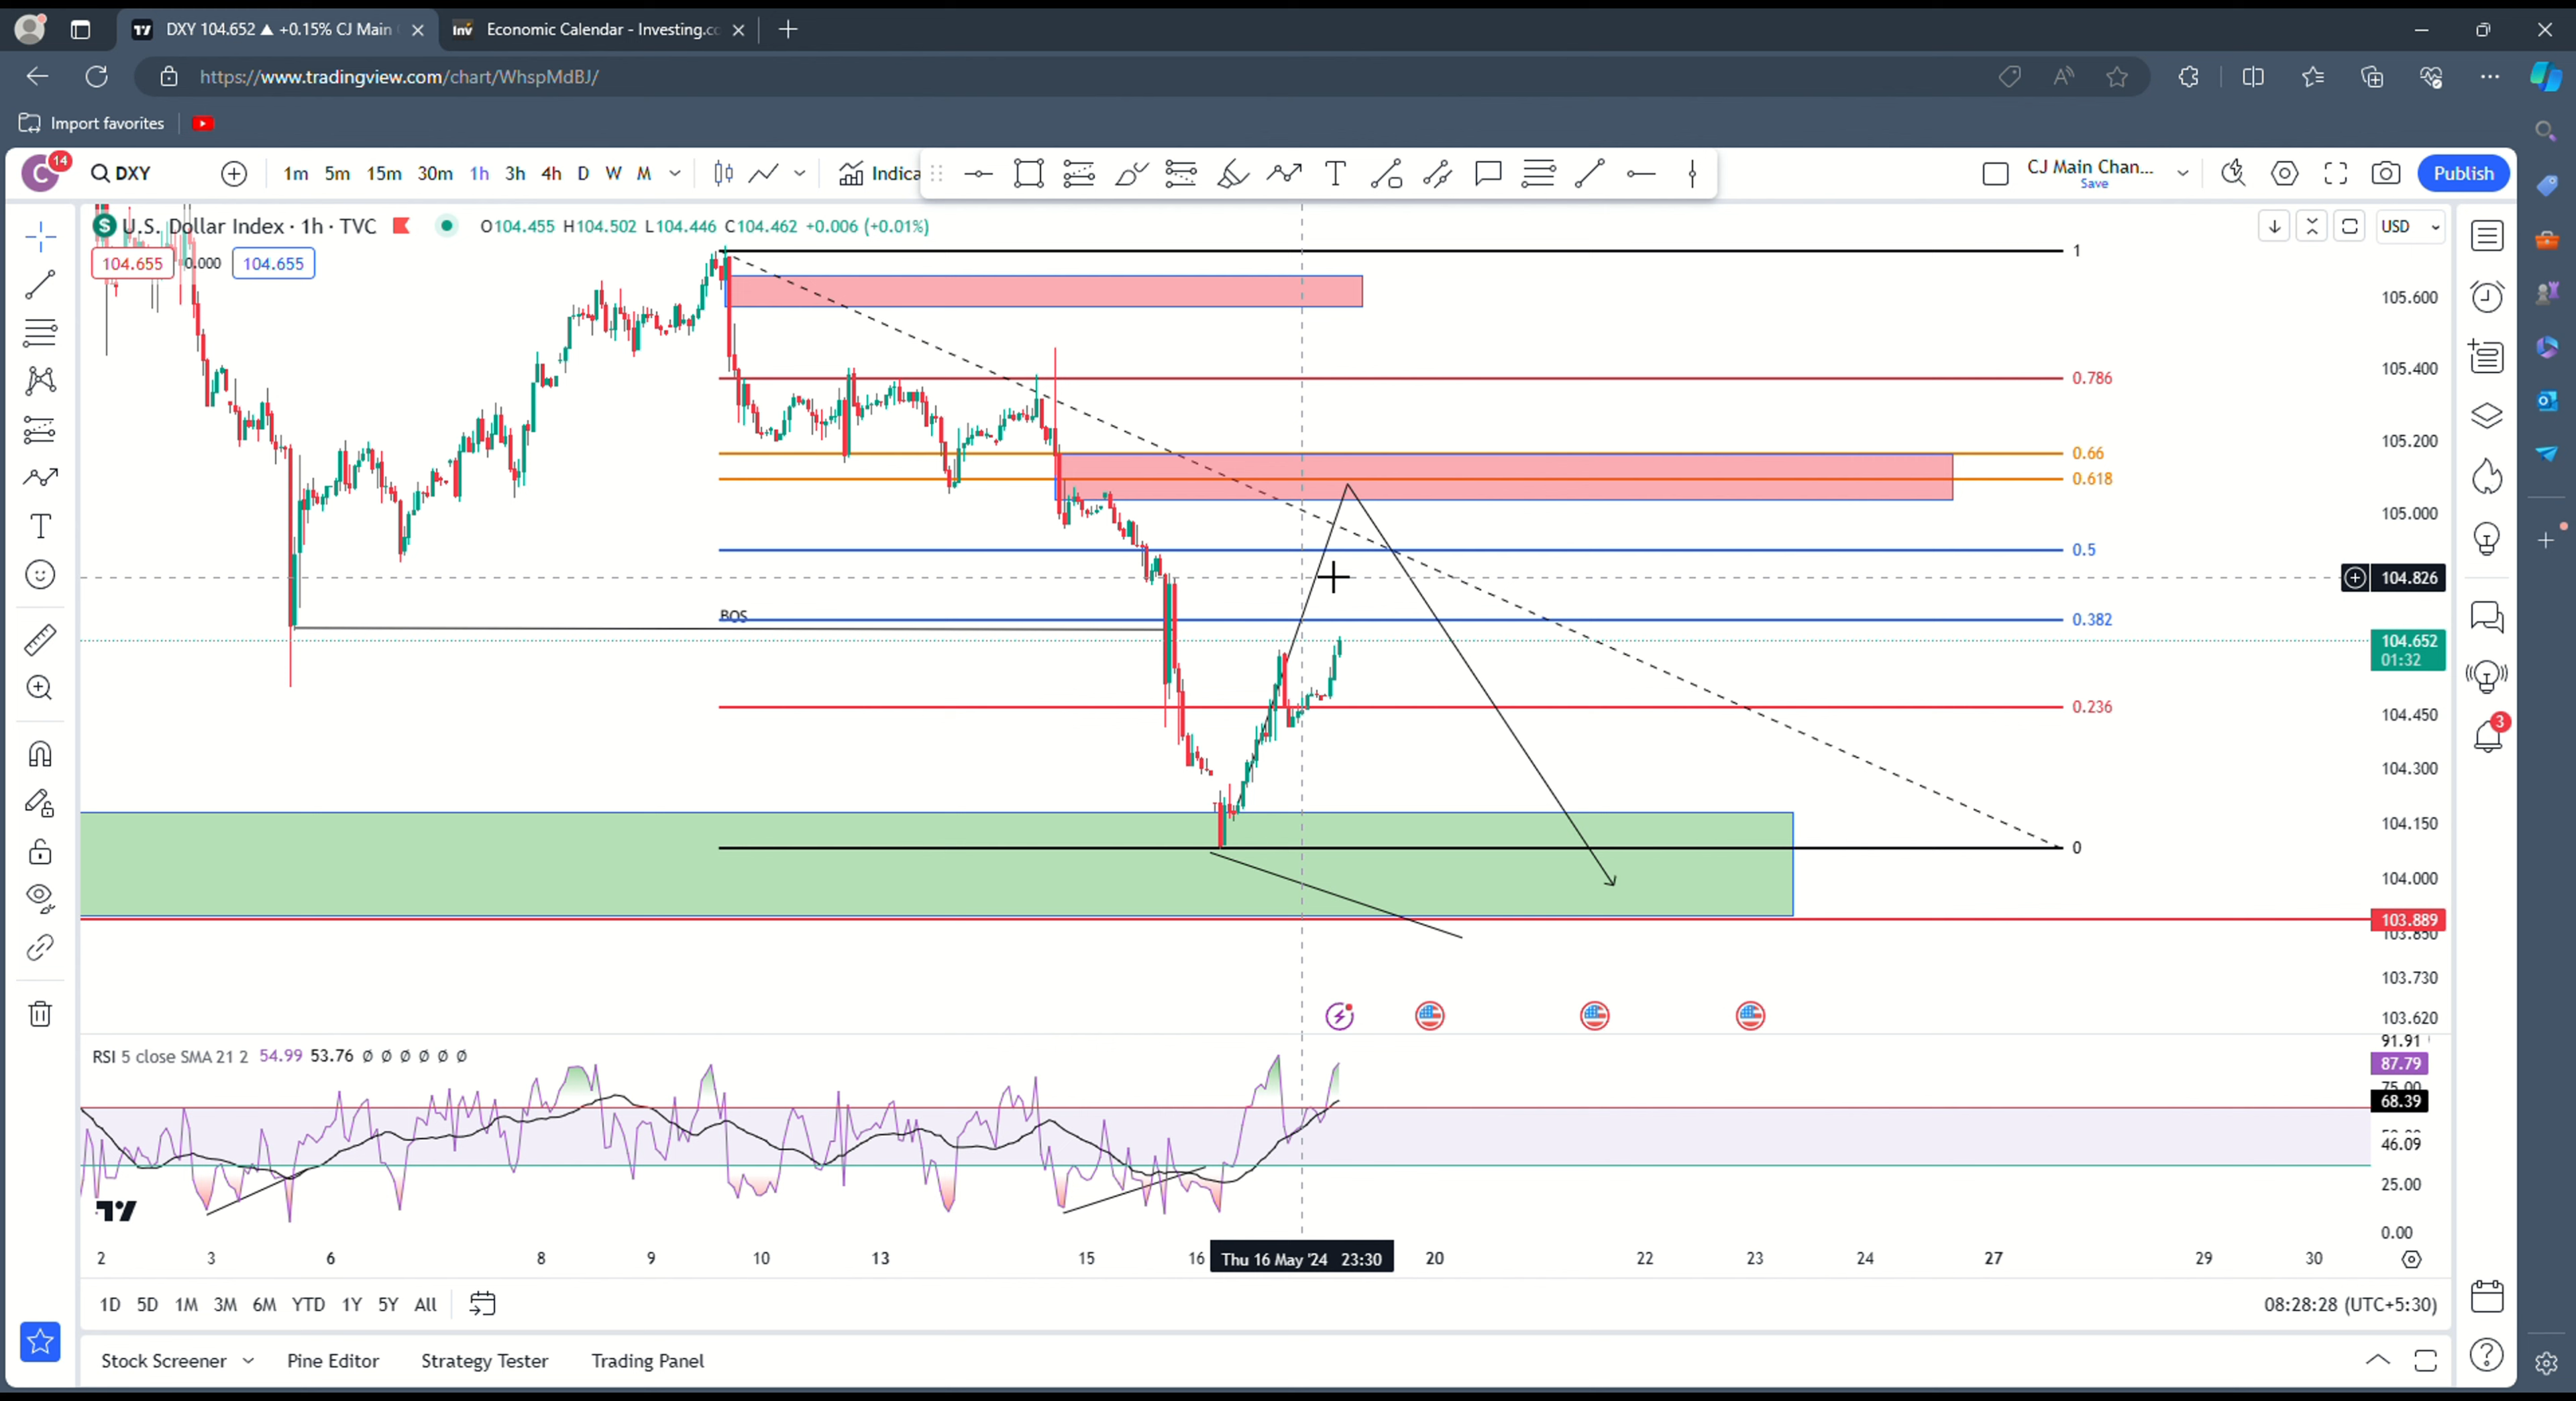 DXY 104.652 ▲ +0.15% CJ Main
Economic Calendar - Investing.co
https://www.tradingview.com/chart/WhspMdBJ/
Import favorites
C 14 DXY 1m 5m 15m 30m 1h 3h 4h D W M Indica CJ Main Chan... Save Publish
U.S. Dollar Index · 1h · TVC O104.455 H104.502 L104.446 C104.462 +0.006 (+0.01%) USD
104.655 0.000 104.655
1
105.600
0.786
105.400
0.66
105.200
0.618
105.000
0.5
104.826
BOS
0.382
104.652
01:32
0.236
104.450
104.300
104.150
0
104.000
103.889
103.850
103.730
103.620
3
RSI 5 close SMA 21 2 54.99 53.76 ∅ ∅ ∅ ∅ ∅ ∅
91.91
87.79
75.00
68.39
46.09
25.00
0.00
2 3 6 8 9 10 13 15 16 Thu 16 May '24 23:30 20 22 23 24 27 29 30
1D 5D 1M 3M 6M YTD 1Y 5Y All 08:28:28 (UTC+5:30)
Stock Screener Pine Editor Strategy Tester Trading Panel